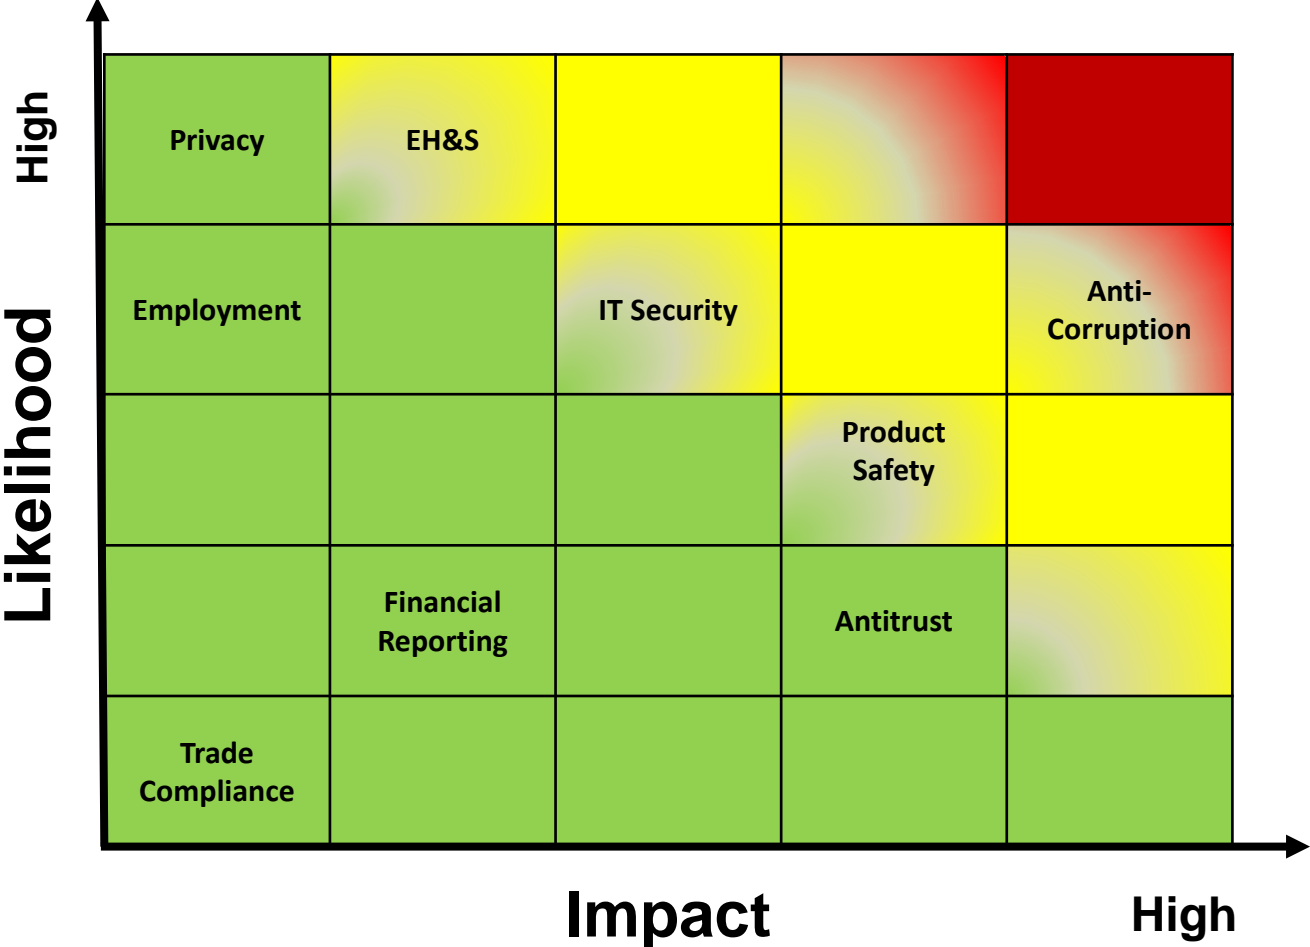 High
Likelihood
Privacy
EH&S
Employment
IT Security
Anti-
Corruption
Product
Safety
Financial
Reporting
Antitrust
Trade
Compliance
Impact
High